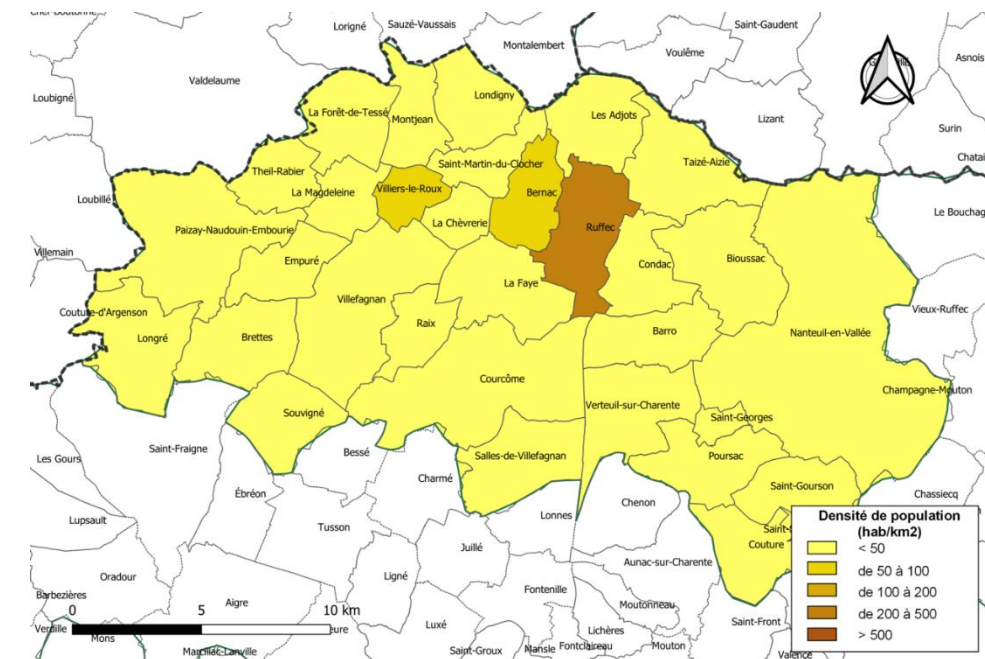 Lorigné
Sauzé-Vaussais
Montalembert
Saint-Gaudent
Voulême
Asnois
Valdelaume
Loubigné
Londigny
La Forêt-de-Tessé
Montjean
Les Adjots
Lizant
Surin
Saint-Martin-du-Clocher
Taizé-Aizie
Theil-Rabier
La Magdeleine
Villiers-le-Roux
Bernac
Loubillé
Le Bouchag
La Chèvrerie
Ruffec
Paizay-Naudouin-Embourie
Villemain
Empuré
Condac
Bioussac
La Faye
Villefagnan
Vieux-Ruffec
Couture-d'Argenson
Longré
Brettes
Raix
Barro
Nanteuil-en-Vallée
Courcôme
Champagne-Mouton
Souvigné
Verteuil-sur-Charente
Saint-Georges
Saint-Fraigne
Bessé
Salles-de-Villefagnan
Poursac
Les Gours
Charmé
Saint-Gourson
Ébréon
Chenon
Chassiecq
Lupsault
Tusson
Lonnes
Couture
Juillé
Aunac-sur-Charente
Oradour
Ligné
Barbezières
Aigre
Fontenille
Moutonneau
Luxé
Lichères
Saint-Front
Verdille
Mons
Marcillac-Lanville
Saint-Groux
Mansle
Fontclaireau
Mouton
Valence
0 5 10 km
Densité de population
(hab/km2)
< 50
de 50 à 100
de 100 à 200
de 200 à 500
> 500